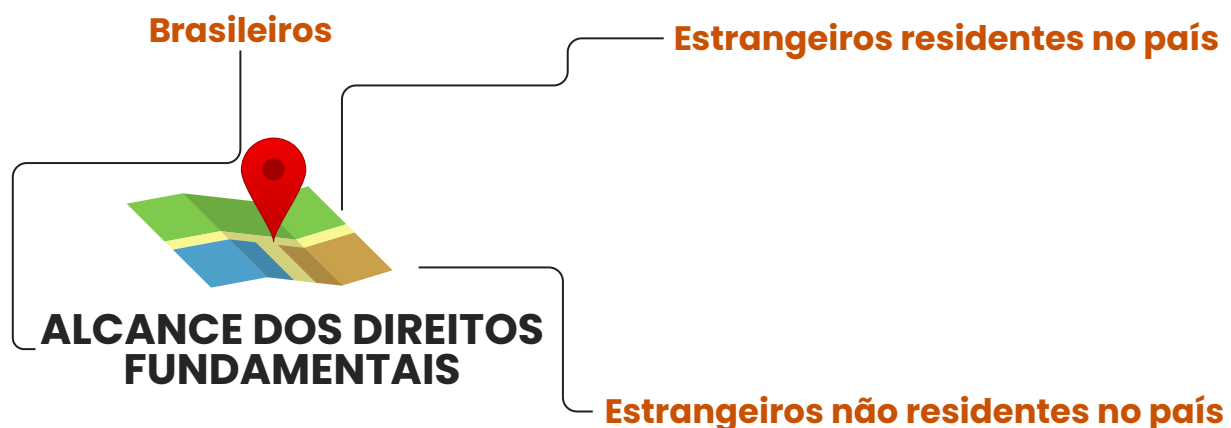 Brasileiros
Estrangeiros residentes no país
ALCANCE DOS DIREITOS
FUNDAMENTAIS
Estrangeiros não residentes no país